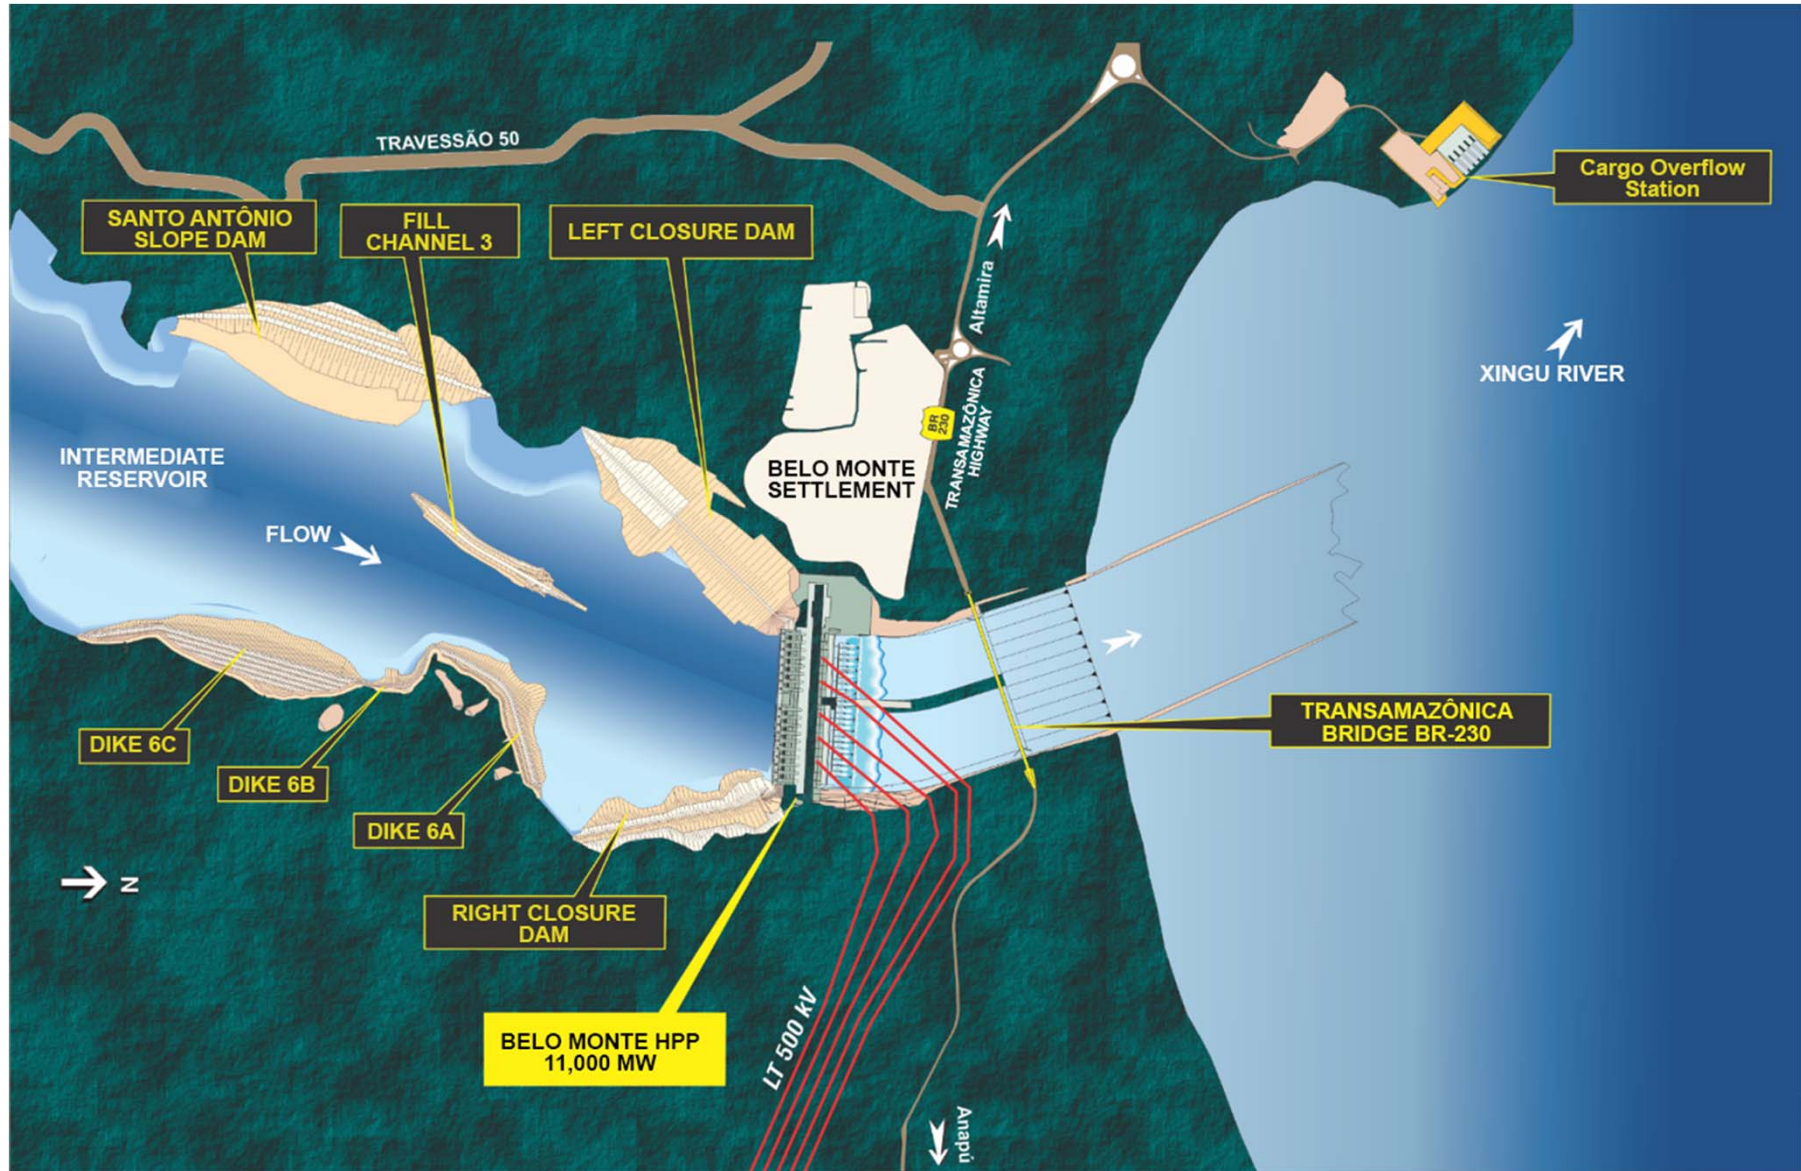 TRAVESSÃO 50
Cargo Overflow
Station
SANTO ANTÔNIO
SLOPE DAM
FILL
CHANNEL 3
LEFT CLOSURE DAM
Altamira
XINGU RIVER
BR
230
TRANSAMAZÔNICA
HIGHWAY
INTERMEDIATE
RESERVOIR
BELO MONTE
SETTLEMENT
FLOW
TRANSAMAZÔNICA
BRIDGE BR-230
DIKE 6C
DIKE 6B
DIKE 6A
N
RIGHT CLOSURE
DAM
BELO MONTE HPP
11,000 MW
LT 500 kV
Anapú